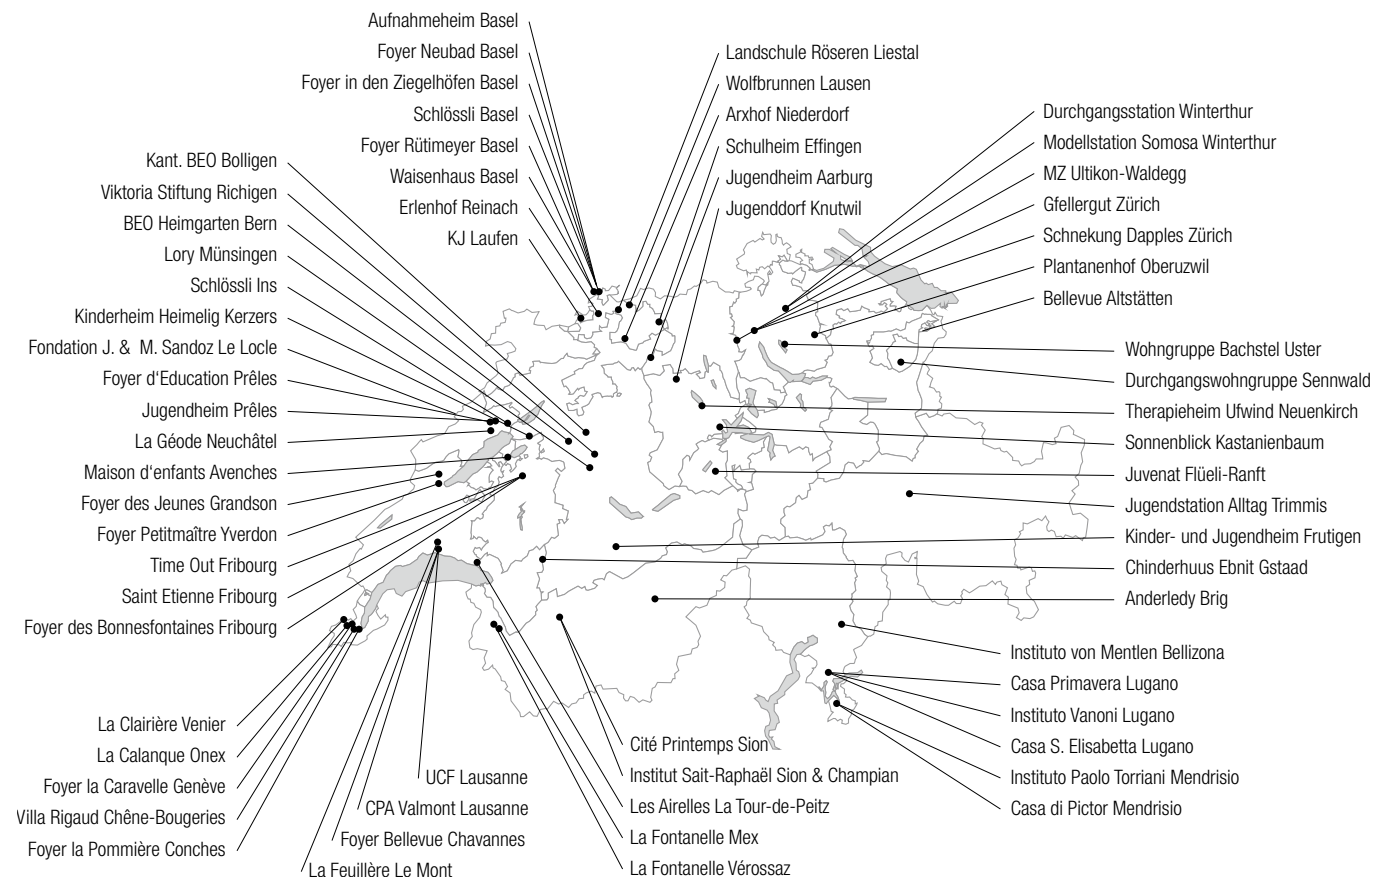 Aufnahmeheim Basel
Foyer Neubad Basel
Foyer in den Ziegelhöfen Basel
Schlössli Basel
Foyer Rütimeyer Basel
Waisenhaus Basel
Erlenhof Reinach
KJ Laufen
Landschule Röseren Liestal
Wolfbrunnen Lausen
Arxhof Niederdorf
Schulheim Effingen
Jugendheim Aarburg
Jugenddorf Knutwil
Durchgangsstation Winterthur
Modellstation Somosa Winterthur
MZ Ultikon-Waldegg
Gfellergut Zürich
Schnekung Dapples Zürich
Plantanenhof Oberuzwil
Bellevue Altstätten
Kant. BEO Bolligen
Viktoria Stiftung Richigen
BEO Heimgarten Bern
Lory Münsingen
Schlössli Ins
Kinderheim Heimelig Kerzers
Fondation J. & M. Sandoz Le Locle
Foyer d'Education Prêles
Jugendheim Prêles
La Géode Neuchâtel
Maison d'enfants Avenches
Foyer des Jeunes Grandson
Foyer Petitmaître Yverdon
Time Out Fribourg
Saint Etienne Fribourg
Foyer des Bonnesfontaines Fribourg
Wohngruppe Bachstel Uster
Durchgangswohngruppe Sennwald
Therapieheim Ufwind Neuenkirch
Sonnenblick Kastanienbaum
Juvenat Flüeli-Ranft
Jugendstation Alltag Trimmis
Kinder- und Jugendheim Frutigen
Chinderhuus Ebnit Gstaad
Anderledy Brig
Instituto von Mentlen Bellizona
Casa Primavera Lugano
Instituto Vanoni Lugano
Casa S. Elisabetta Lugano
Instituto Paolo Torriani Mendrisio
Casa di Pictor Mendrisio
La Clairière Venier
La Calanque Onex
Foyer la Caravelle Genève
Villa Rigaud Chêne-Bougeries
Foyer la Pommière Conches
UCF Lausanne
CPA Valmont Lausanne
Foyer Bellevue Chavannes
La Feuillère Le Mont
Cité Printemps Sion
Institut Sait-Raphaël Sion & Champian
Les Airelles La Tour-de-Peitz
La Fontanelle Mex
La Fontanelle Vérossaz